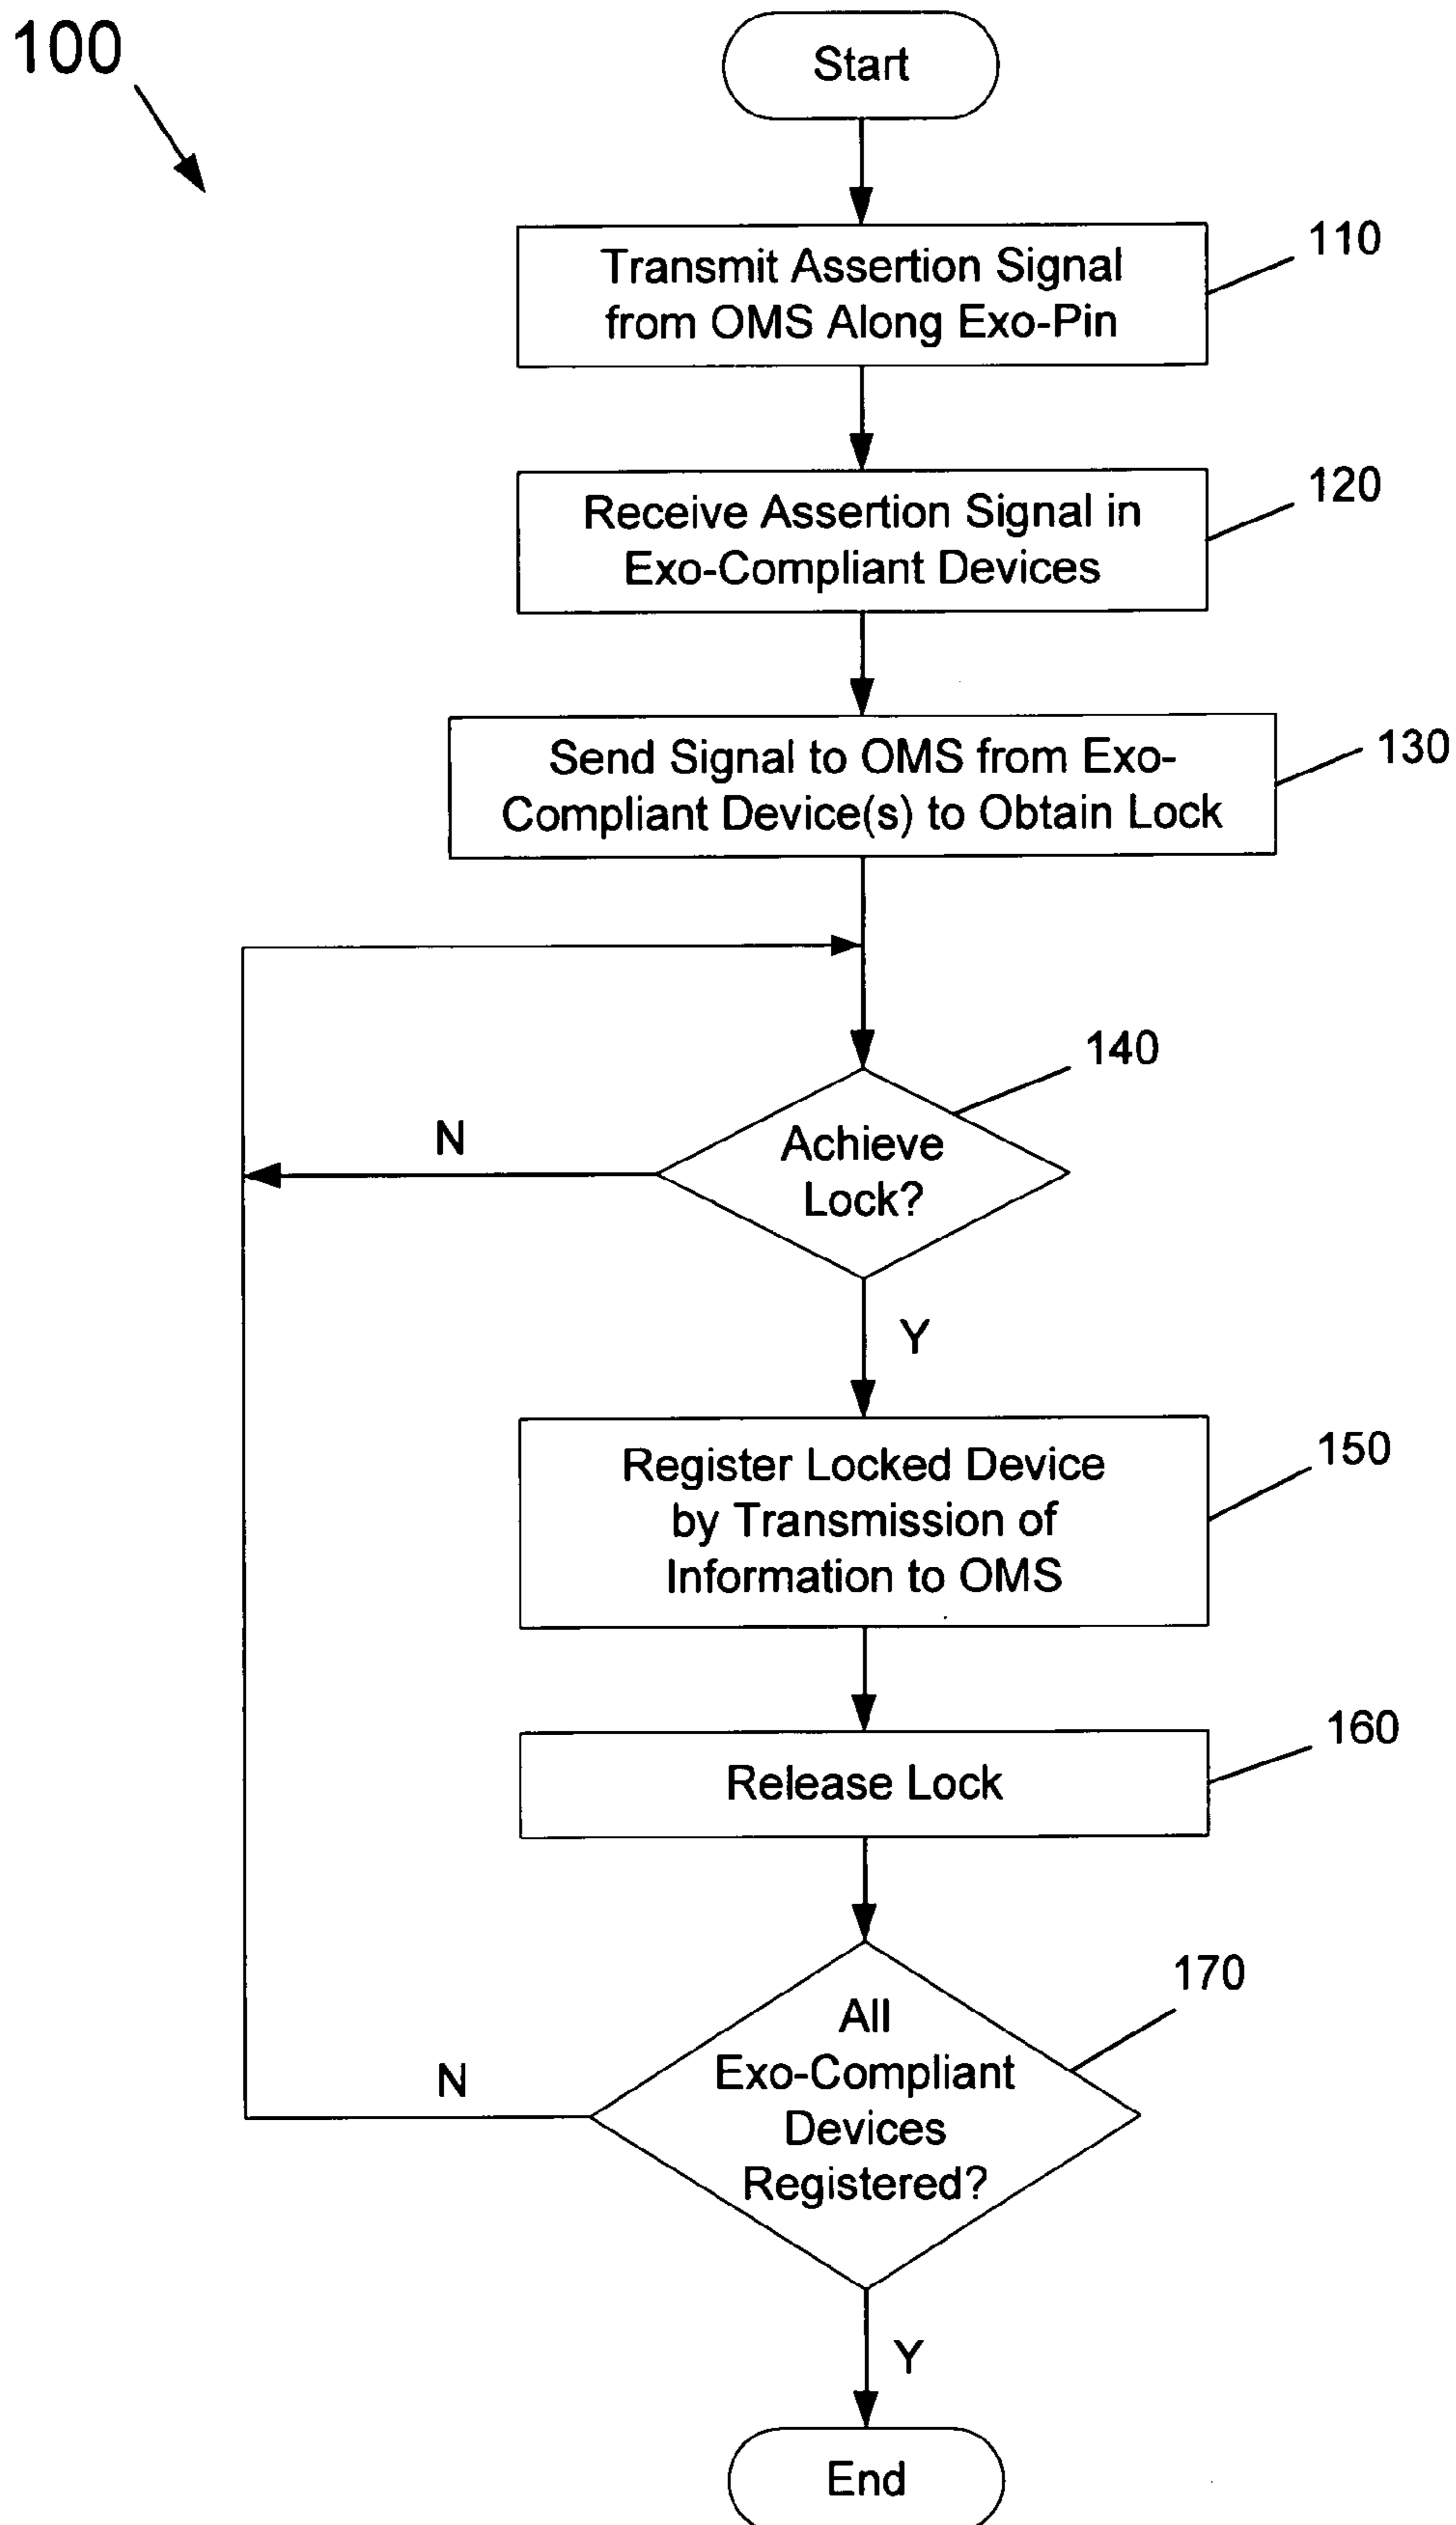 100
Start
110
Transmit Assertion Signal
from OMS Along Exo-Pin
120
Receive Assertion Signal in
Exo-Compliant Devices
130
Send Signal to OMS from Exo-
Compliant Device(s) to Obtain Lock
140
Achieve
Lock?
N
Y
150
Register Locked Device
by Transmission of
Information to OMS
160
Release Lock
170
All
Exo-Compliant
Devices
Registered?
N
Y
End